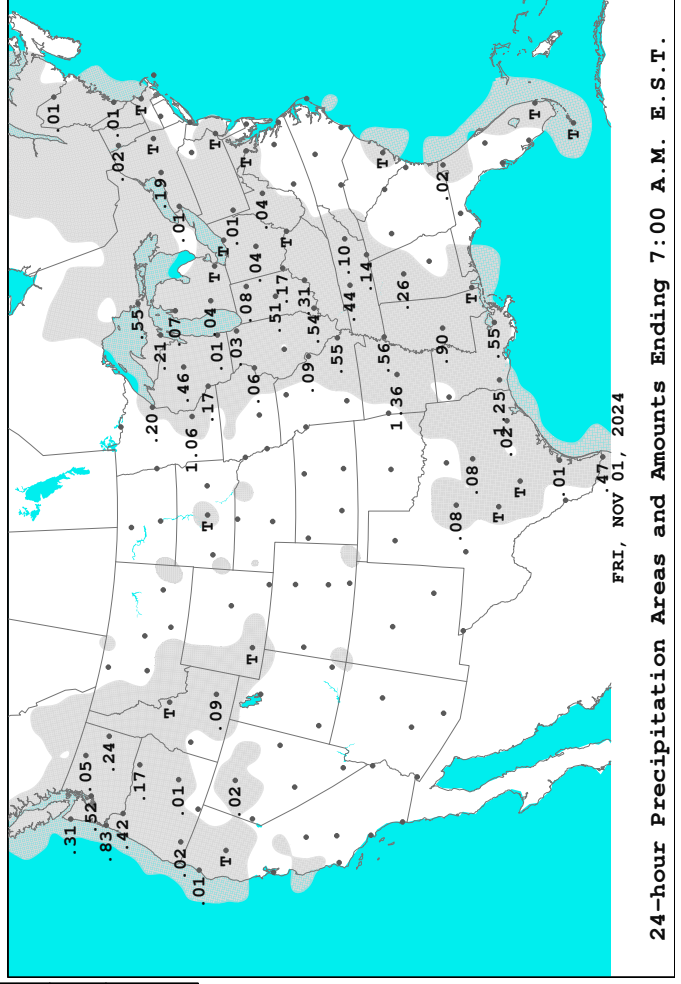 .01
.31
.05
.52
.83
.24
.01
.02
.42
.55
.17
T
.20
T
.19
.21
T
.07
.01
.01
.02
.46
1.06
.01
T
.17
.04
T
T
.09
.01
T
T
.01
.02
.03
.08
T
T
.06
.04
.04
.51
.17
T
.31
.09
.54
.55
.10
.44
.14
T
.56
1.36
.26
.90
.02
.08
T
.08
.55
T
1.25
.02
T
T
.01
T
.47
FRI, NOV 01, 2024
24-hour Precipitation Areas and Amounts Ending 7:00 A.M. E.S.T.